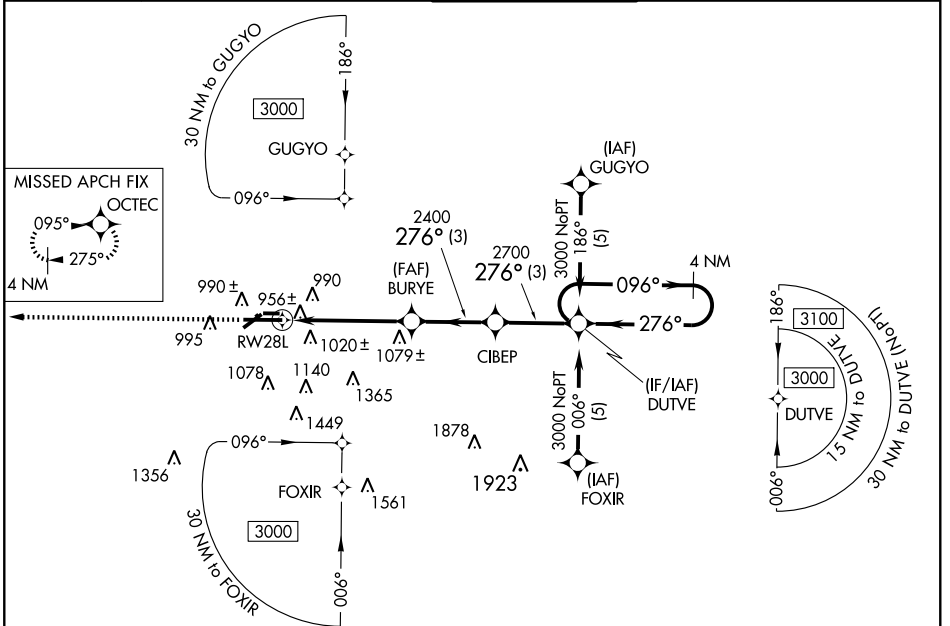 30 NM to GUGYO
186°
3000
GUGYO
096°
MISSED APCH FIX
OCTEC
095°
275°
4 NM
(IAF)
GUGYO
3000 NoPT
186°
(5)
2400
276° (3)
2700
276° (3)
4 NM
096°
276°
(FAF)
BURYE
CIBEP
(IF/IAF)
DUTVE
990±
956±
990
995
RW28L
1020±
1079±
1078
1140
1365
1449
1356
1878
1923
3000 NoPT
006°
(5)
(IAF)
FOXIR
096°
FOXIR
1561
3000
006°
30 NM to FOXIR
186°
3100
3000
DUTVE
15 NM to DUTVE
30 NM to DUTVE (NoPT)
006°